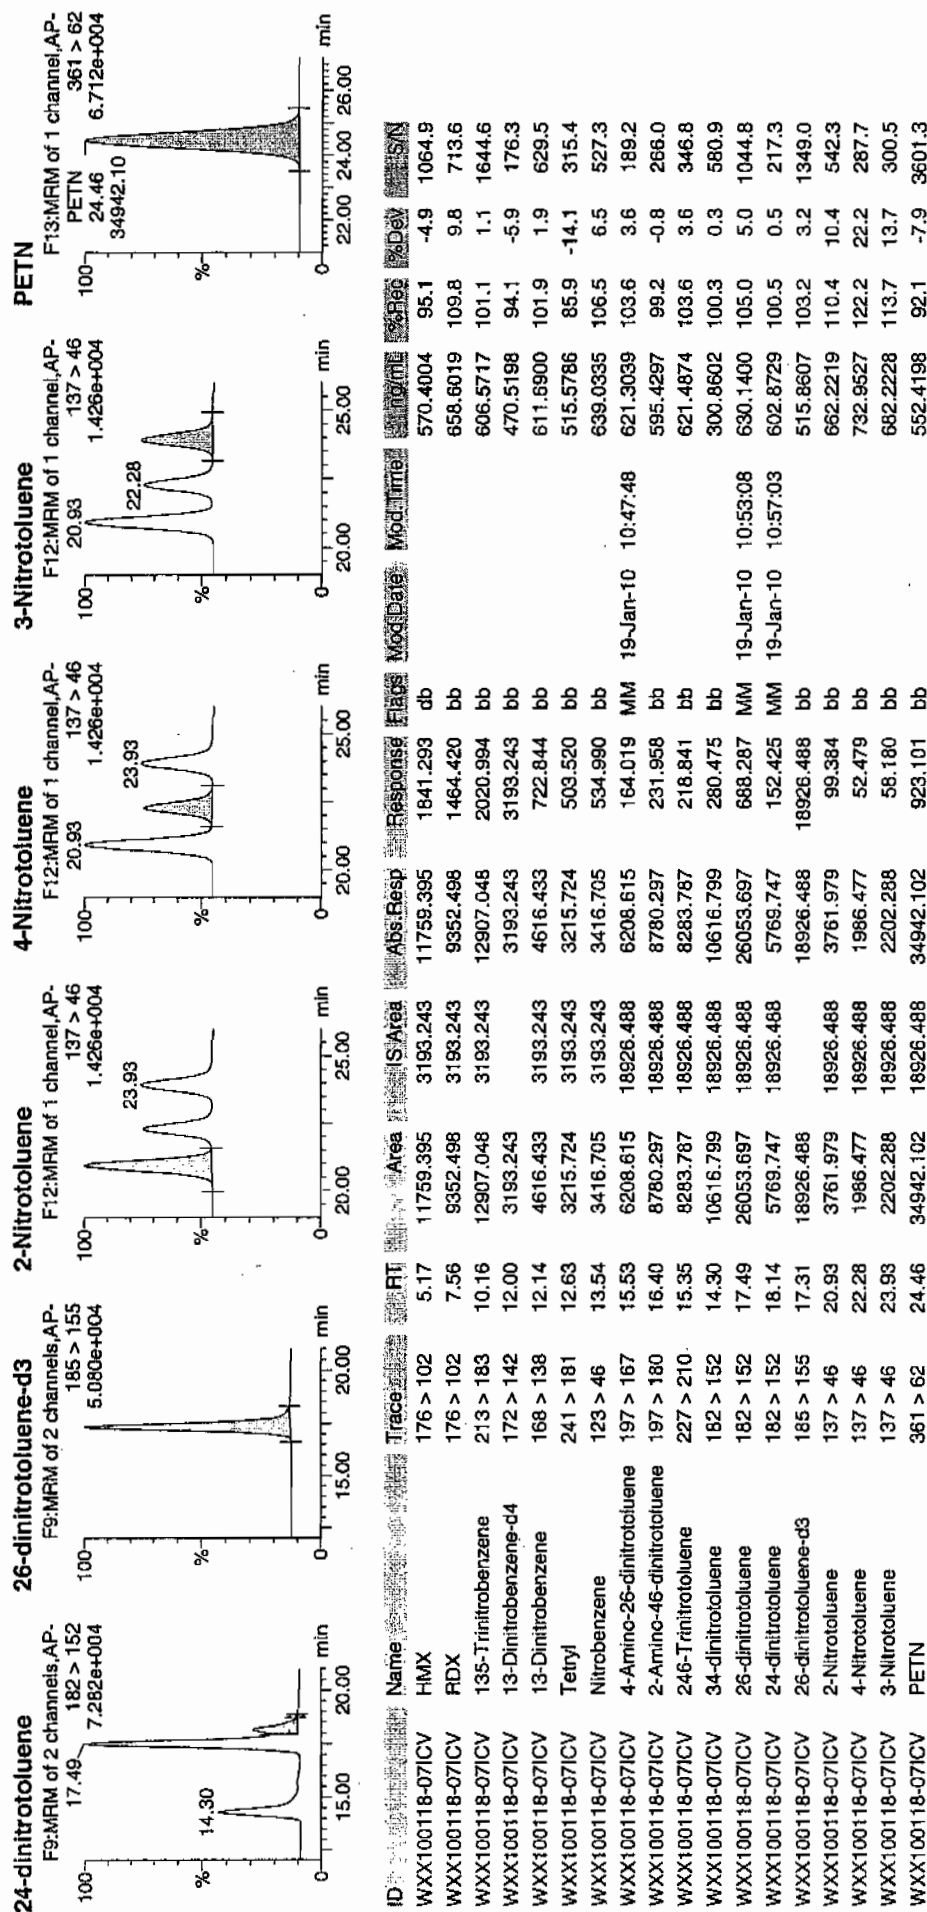 24-dinitrotoluene
F9:MRM of 2 channels,AP-
182 > 152
7.282e+004
17.49
14.30
100
%
0
15.00 20.00 min
26-dinitrotoluene-d3
F9:MRM of 2 channels,AP-
185 > 155
5.080e+004
100
%
0
15.00 20.00 min
2-Nitrotoluene
F12:MRM of 1 channel,AP-
137 > 46
1.426e+004
23.93
100
%
0
20.00 25.00 min
4-Nitrotoluene
F12:MRM of 1 channel,AP-
20.93 137 > 46
1.426e+004
23.93
100
%
0
20.00 25.00 min
3-Nitrotoluene
F12:MRM of 1 channel,AP-
20.93 137 > 46
1.426e+004
22.28
100
%
0
20.00 25.00 min
PETN
F13:MRM of 1 channel,AP-
PETN 361 > 62
24.46 6.712e+004
34942.10
100
%
0
22.00 24.00 26.00 min
ID Name Trace RT Area IS Area Abs.Resp Response Flags Mod.Date Mod.Time ng/mL %Rec %Dev S/N
WXX100118-07ICV HMX 176 > 102 5.17 11759.395 3193.243 11759.395 1841.293 db 570.4004 95.1 -4.9 1064.9
WXX100118-07ICV RDX 176 > 102 7.56 9352.498 3193.243 9352.498 1464.420 bb 658.6019 109.8 9.8 713.6
WXX100118-07ICV 135-Trinitrobenzene 213 > 183 10.16 12907.048 3193.243 12907.048 2020.994 bb 606.5717 101.1 1.1 1644.6
WXX100118-07ICV 13-Dinitrobenzene-d4 172 > 142 12.00 3193.243 3193.243 3193.243 bb 470.5198 94.1 -5.9 176.3
WXX100118-07ICV 13-Dinitrobenzene 168 > 138 12.14 4616.433 3193.243 4616.433 722.844 bb 611.6900 101.9 1.9 629.5
WXX100118-07ICV Tetryl 241 > 181 12.63 3215.724 3193.243 3215.724 503.520 bb 515.5786 85.9 -14.1 315.4
WXX100118-07ICV Nitrobenzene 123 > 46 13.54 3416.705 3193.243 3416.705 534.990 bb 639.0335 106.5 6.5 527.3
WXX100118-07ICV 4-Amino-26-dinitrotoluene 197 > 167 15.53 6208.615 18926.488 6208.615 164.019 MM 19-Jan-10 10:47:48 621.3039 103.6 3.6 189.2
WXX100118-07ICV 2-Amino-46-dinitrotoluene 197 > 180 16.40 8780.297 18926.488 8780.297 231.958 bb 595.4297 99.2 -0.8 266.0
WXX100118-07ICV 246-Trinitrotoluene 227 > 210 15.35 8283.787 18926.488 8283.787 218.841 bb 621.4874 103.6 3.6 346.8
WXX100118-07ICV 34-dinitrotoluene 182 > 152 14.30 10616.799 18926.488 10616.799 280.475 bb 300.8602 100.3 0.3 580.9
WXX100118-07ICV 26-dinitrotoluene 182 > 152 17.49 26053.697 18926.488 26053.697 688.287 MM 19-Jan-10 10:53:08 630.1400 105.0 5.0 1044.8
WXX100118-07ICV 24-dinitrotoluene 182 > 152 18.14 5769.747 18926.488 5769.747 152.425 MM 19-Jan-10 10:57:03 602.8729 100.5 0.5 217.3
WXX100118-07ICV 26-dinitrotoluene-d3 185 > 155 17.31 18926.488 18926.488 18926.488 bb 515.8607 103.2 3.2 1349.0
WXX100118-07ICV 2-Nitrotoluene 137 > 46 20.93 3761.979 18926.488 3761.979 99.384 bb 662.2219 110.4 10.4 542.3
WXX100118-07ICV 4-Nitrotoluene 137 > 46 22.28 1986.477 18926.488 1986.477 52.479 bb 732.9527 122.2 22.2 287.7
WXX100118-07ICV 3-Nitrotoluene 137 > 46 23.93 2202.288 18926.488 2202.288 58.180 bb 682.2228 113.7 13.7 300.5
WXX100118-07ICV PETN 361 > 62 24.46 34942.102 18926.488 34942.102 923.101 bb 552.4198 92.1 -7.9 3601.3